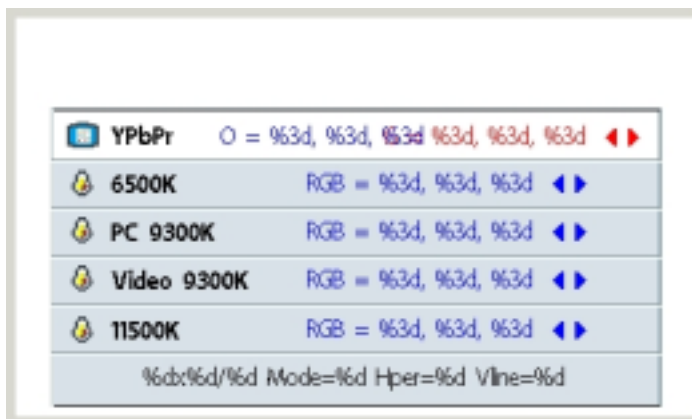 YPbPr O = %3d, %3d, %3d %3d, %3d, %3d
6500K RGB = %3d, %3d, %3d
PC 9300K RGB = %3d, %3d, %3d
Video 9300K RGB = %3d, %3d, %3d
11500K RGB = %3d, %3d, %3d
%dx%d/%d Mode=%d Hper=%d Vline=%d